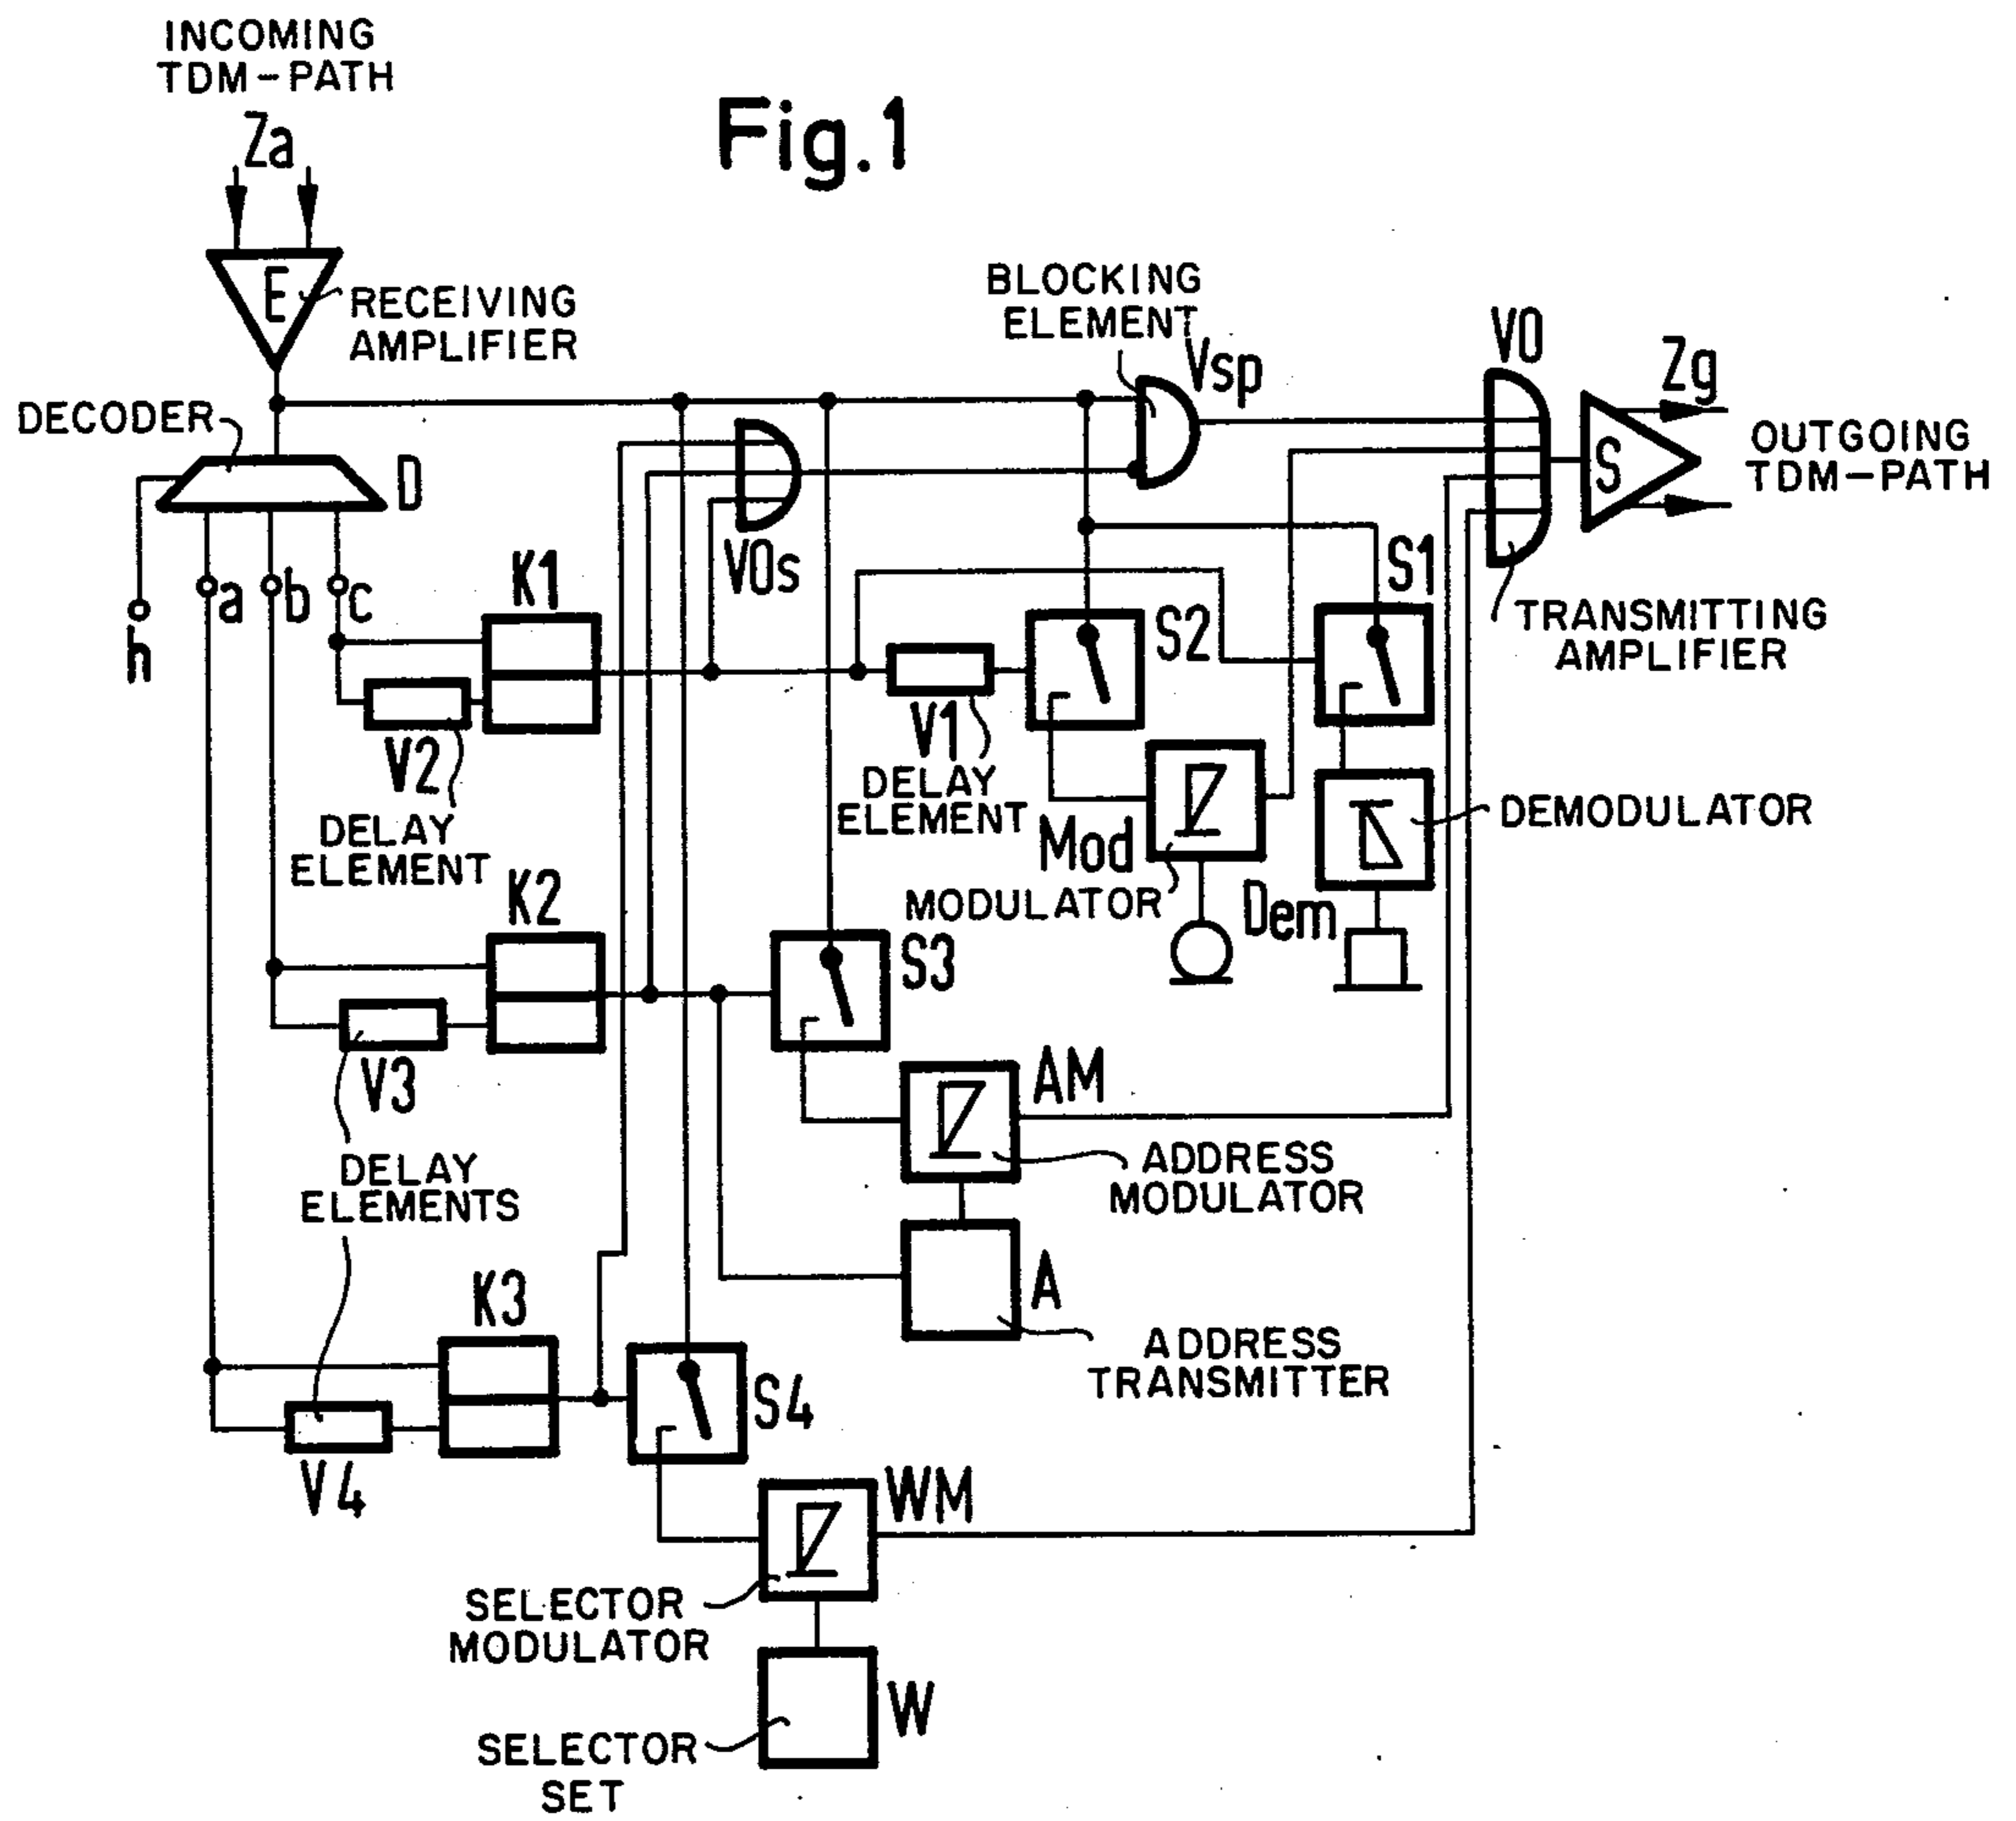 INCOMING
TDM-PATH
Za
Fig.1
E
RECEIVING
AMPLIFIER
BLOCKING
ELEMENT
Vsp
VO
Zg
DECODER
D
S
OUTGOING
TDM-PATH
h
a
b
c
K1
VOs
S2
S1
TRANSMITTING
AMPLIFIER
V2
DELAY
ELEMENT
V1
DELAY
ELEMENT
Mod
MODULATOR
DEMODULATOR
Dem
K2
S3
V3
AM
ADDRESS
MODULATOR
DELAY
ELEMENTS
K3
A
ADDRESS
TRANSMITTER
S4
V4
WM
SELECTOR
MODULATOR
W
SELECTOR
SET